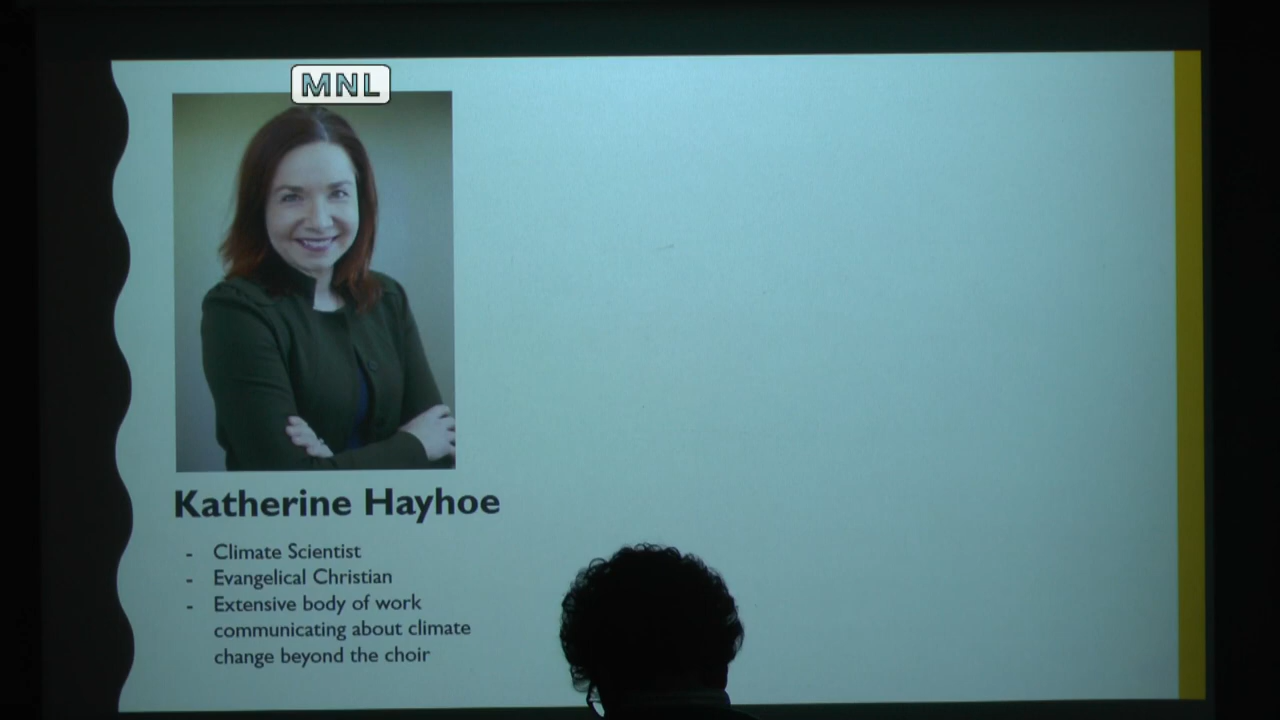 MNL
Katherine Hayhoe
- Climate Scientist
- Evangelical Christian
- Extensive body of work
communicating about climate
change beyond the choir